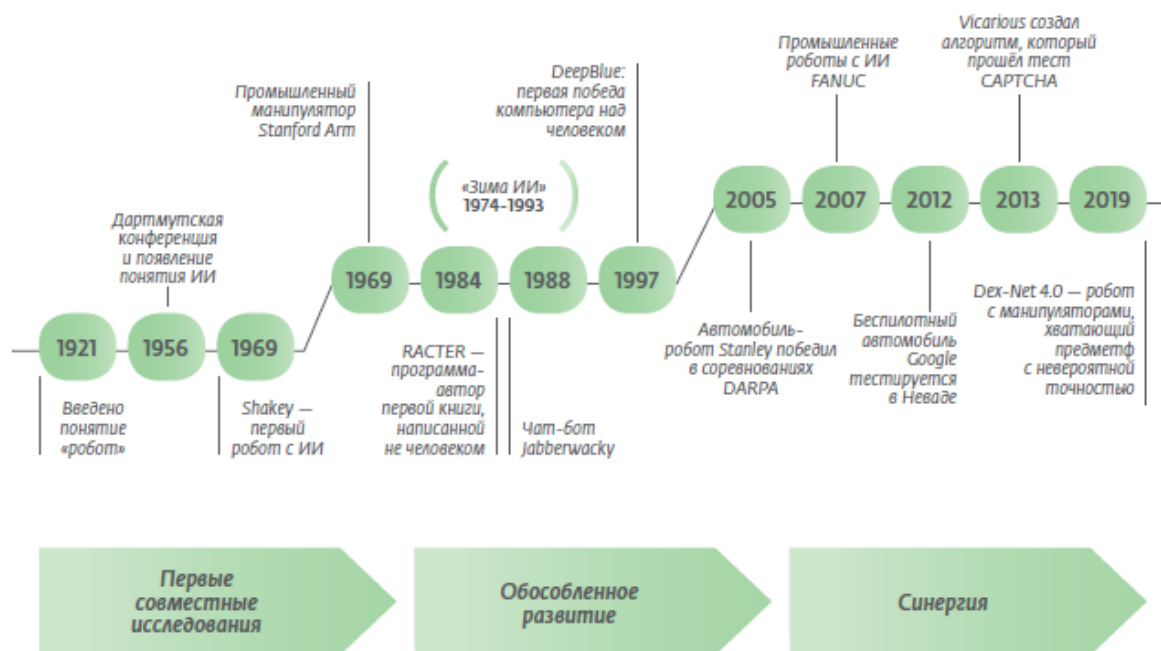 Vicarious создал
алгоритм, который
прошёл тест
CAPTCHA
Промышленные
роботы с ИИ
FANUC
DeepBlue:
первая победа
компьютера над
человеком
Промышленный
манипулятор
Stanford Arm
«Зима ИИ»
1974-1993
Дартмутская
конференция
и появление
понятия ИИ
1921
1956
1969
1969
1984
1988
1997
2005
2007
2012
2013
2019
Введено
понятие
«робот»
Shakey —
первый
робот с ИИ
RACTER —
программа-
автор
первой книги,
написанной
не человеком
Чат-бот
Jabberwacky
Автомобиль-
робот Stanley победил
в соревнованиях
DARPA
Беспилотный
автомобиль
Google
тестируется
в Неваде
Dex-Net 4.0 — робот
с манипуляторами,
хватающий
предметф
с невероятной
точностью
Первые
совместные
исследования
Обособленное
развитие
Синергия